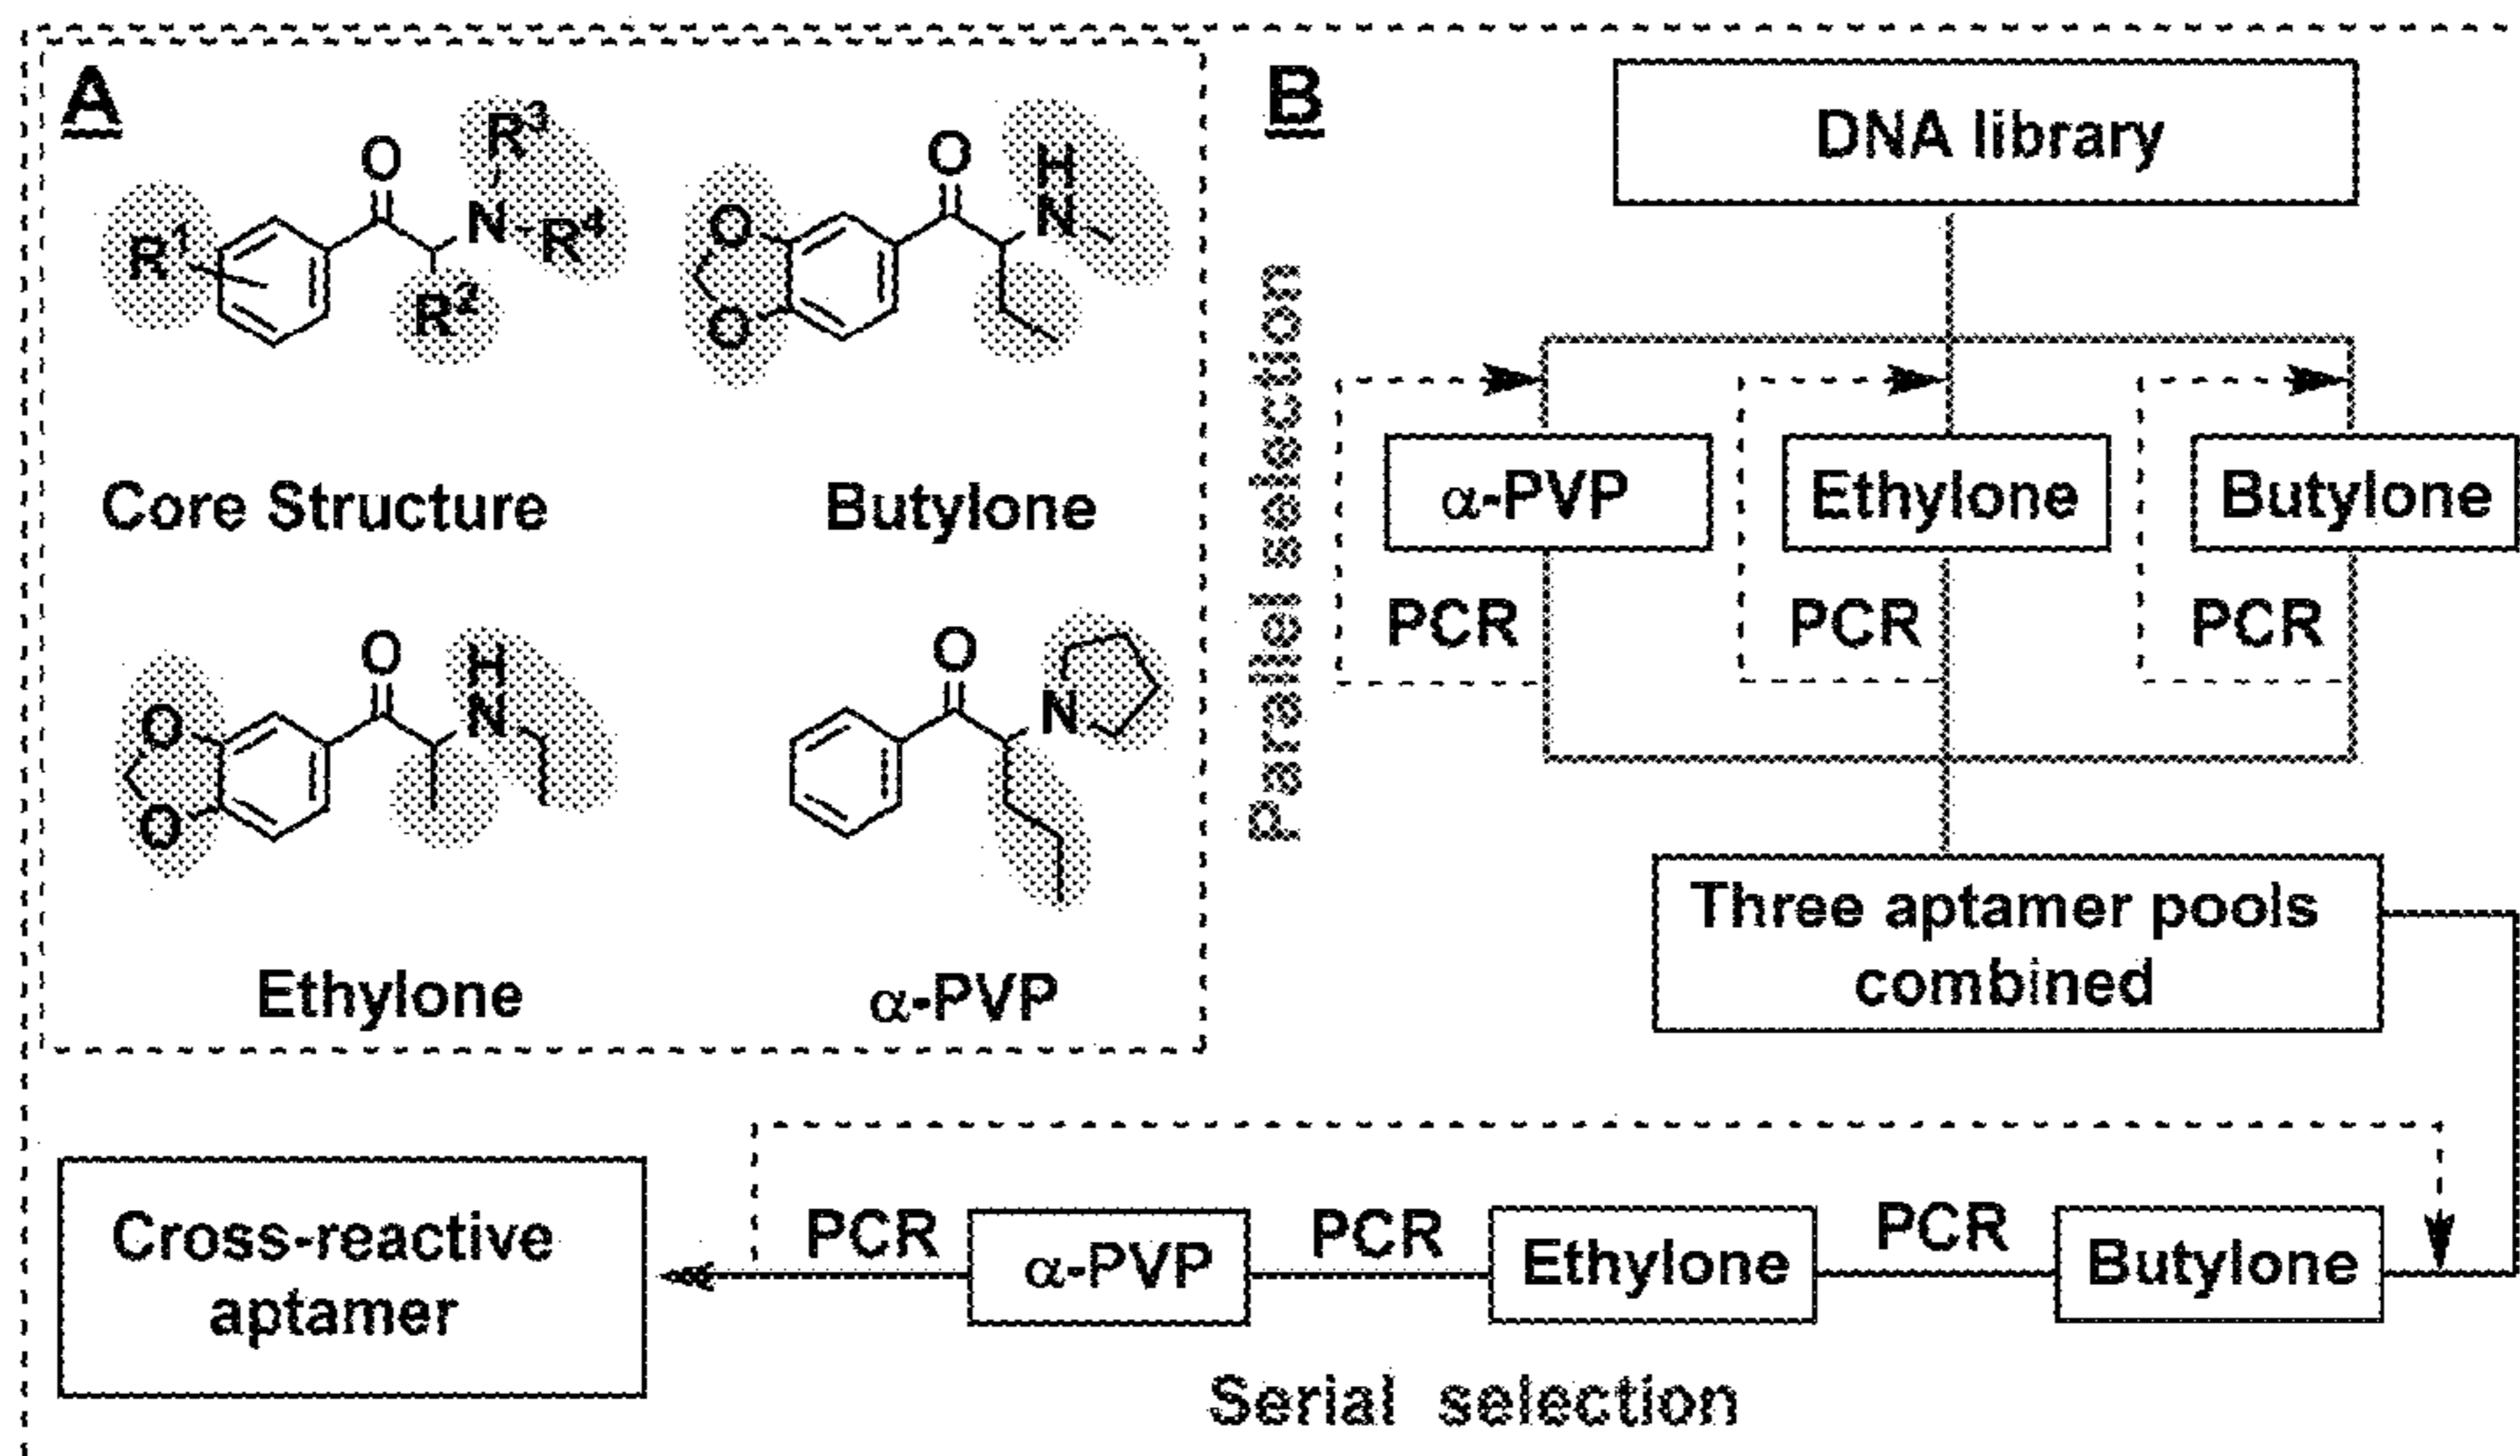 A
R³
O
R¹
N
R⁴
R²
Core Structure
O
H
N
O
O
Butylone
O
H
N
O
O
Ethylone
O
N
α-PVP
B
DNA library
Parallel selection
α-PVP
Ethylone
Butylone
PCR
PCR
PCR
Three aptamer pools
combined
Cross-reactive
aptamer
PCR
α-PVP
PCR
Ethylone
PCR
Butylone
Serial selection